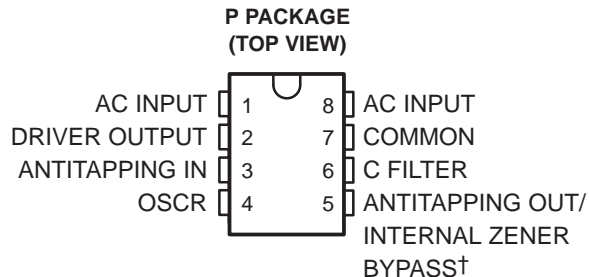 P PACKAGE
(TOP VIEW)
AC INPUT 1 8 AC INPUT
DRIVER OUTPUT 2 7 COMMON
ANTITAPPING IN 3 6 C FILTER
OSCR 4 5 ANTITAPPING OUT/
INTERNAL ZENER
BYPASS†